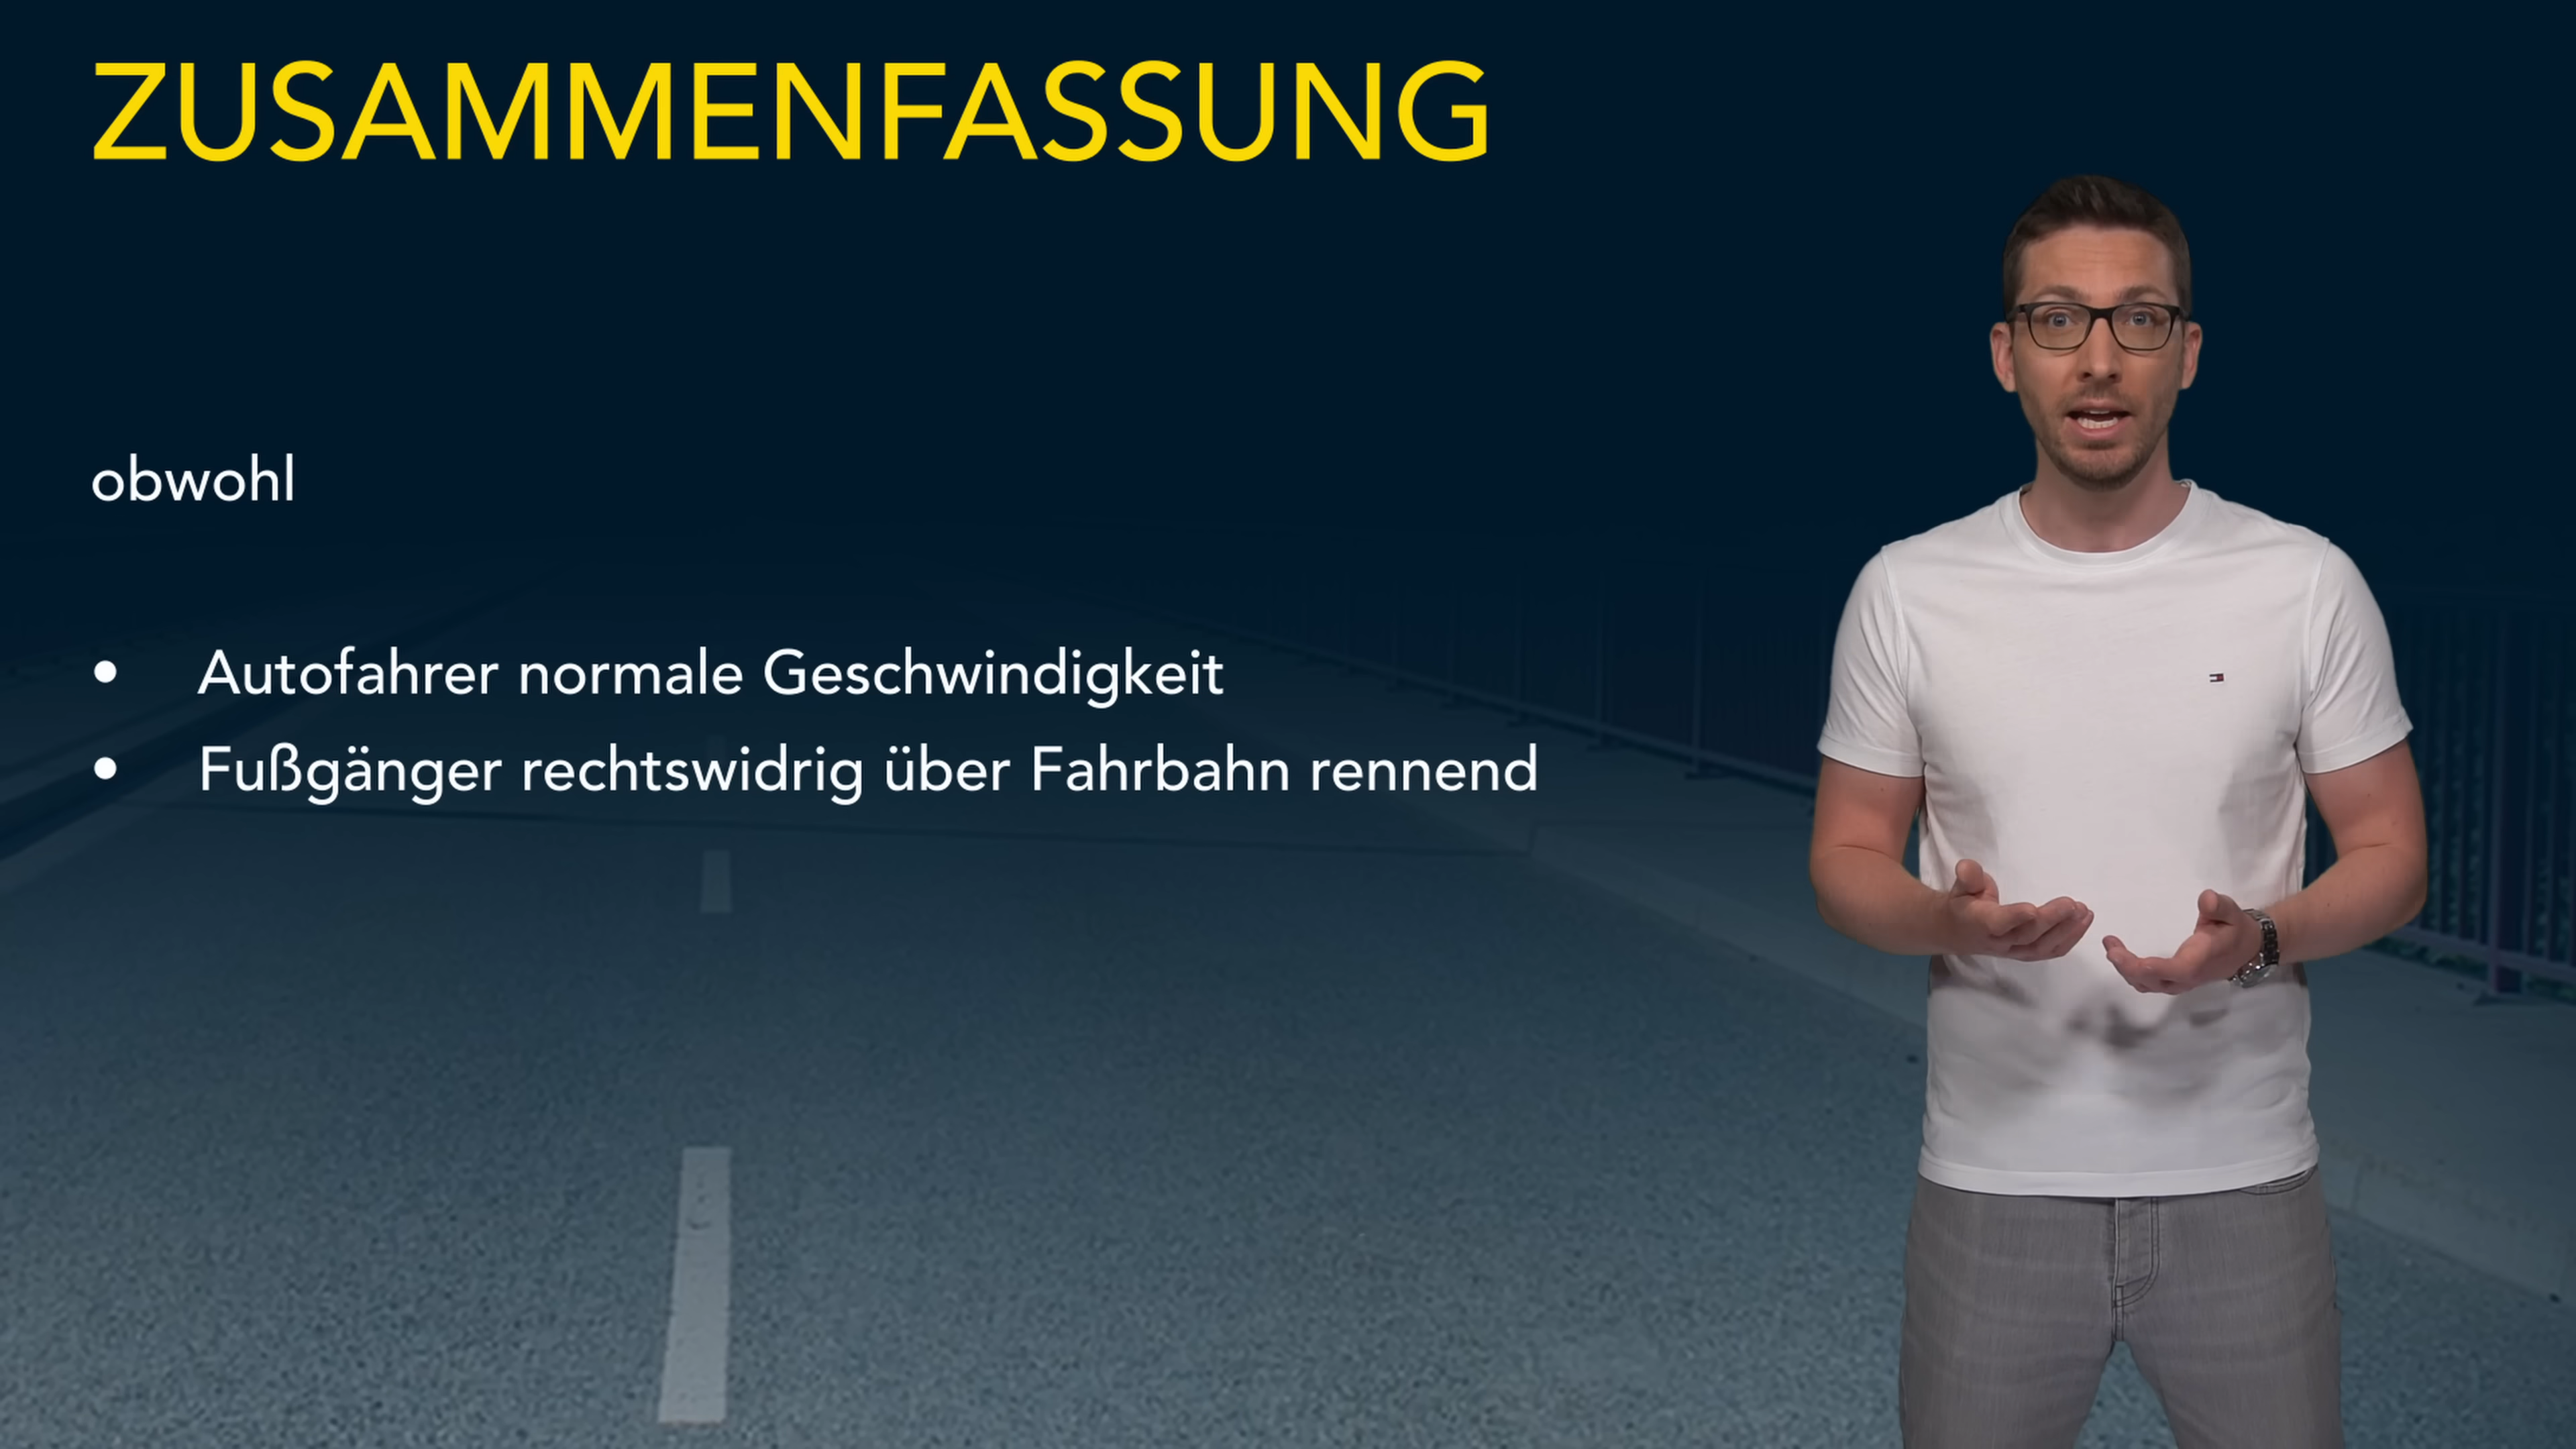 ZUSAMMENFASSUNG
obwohl
• Autofahrer normale Geschwindigkeit
• Fußgänger rechtswidrig über Fahrbahn rennend